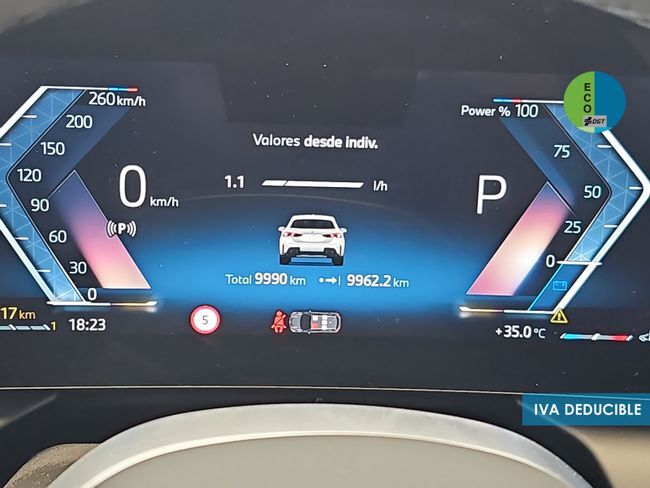 ECO
DGT
260 km/h
200
150
120
90
60
30
0
0 km/h
((P))
Valores desde indiv.
1.1 l/h
Total 9990 km 9962.2 km
P
Power % 100
75
50
25
0
17 km
1
18:23
5
+35.0 °C
IVA DEDUCIBLE